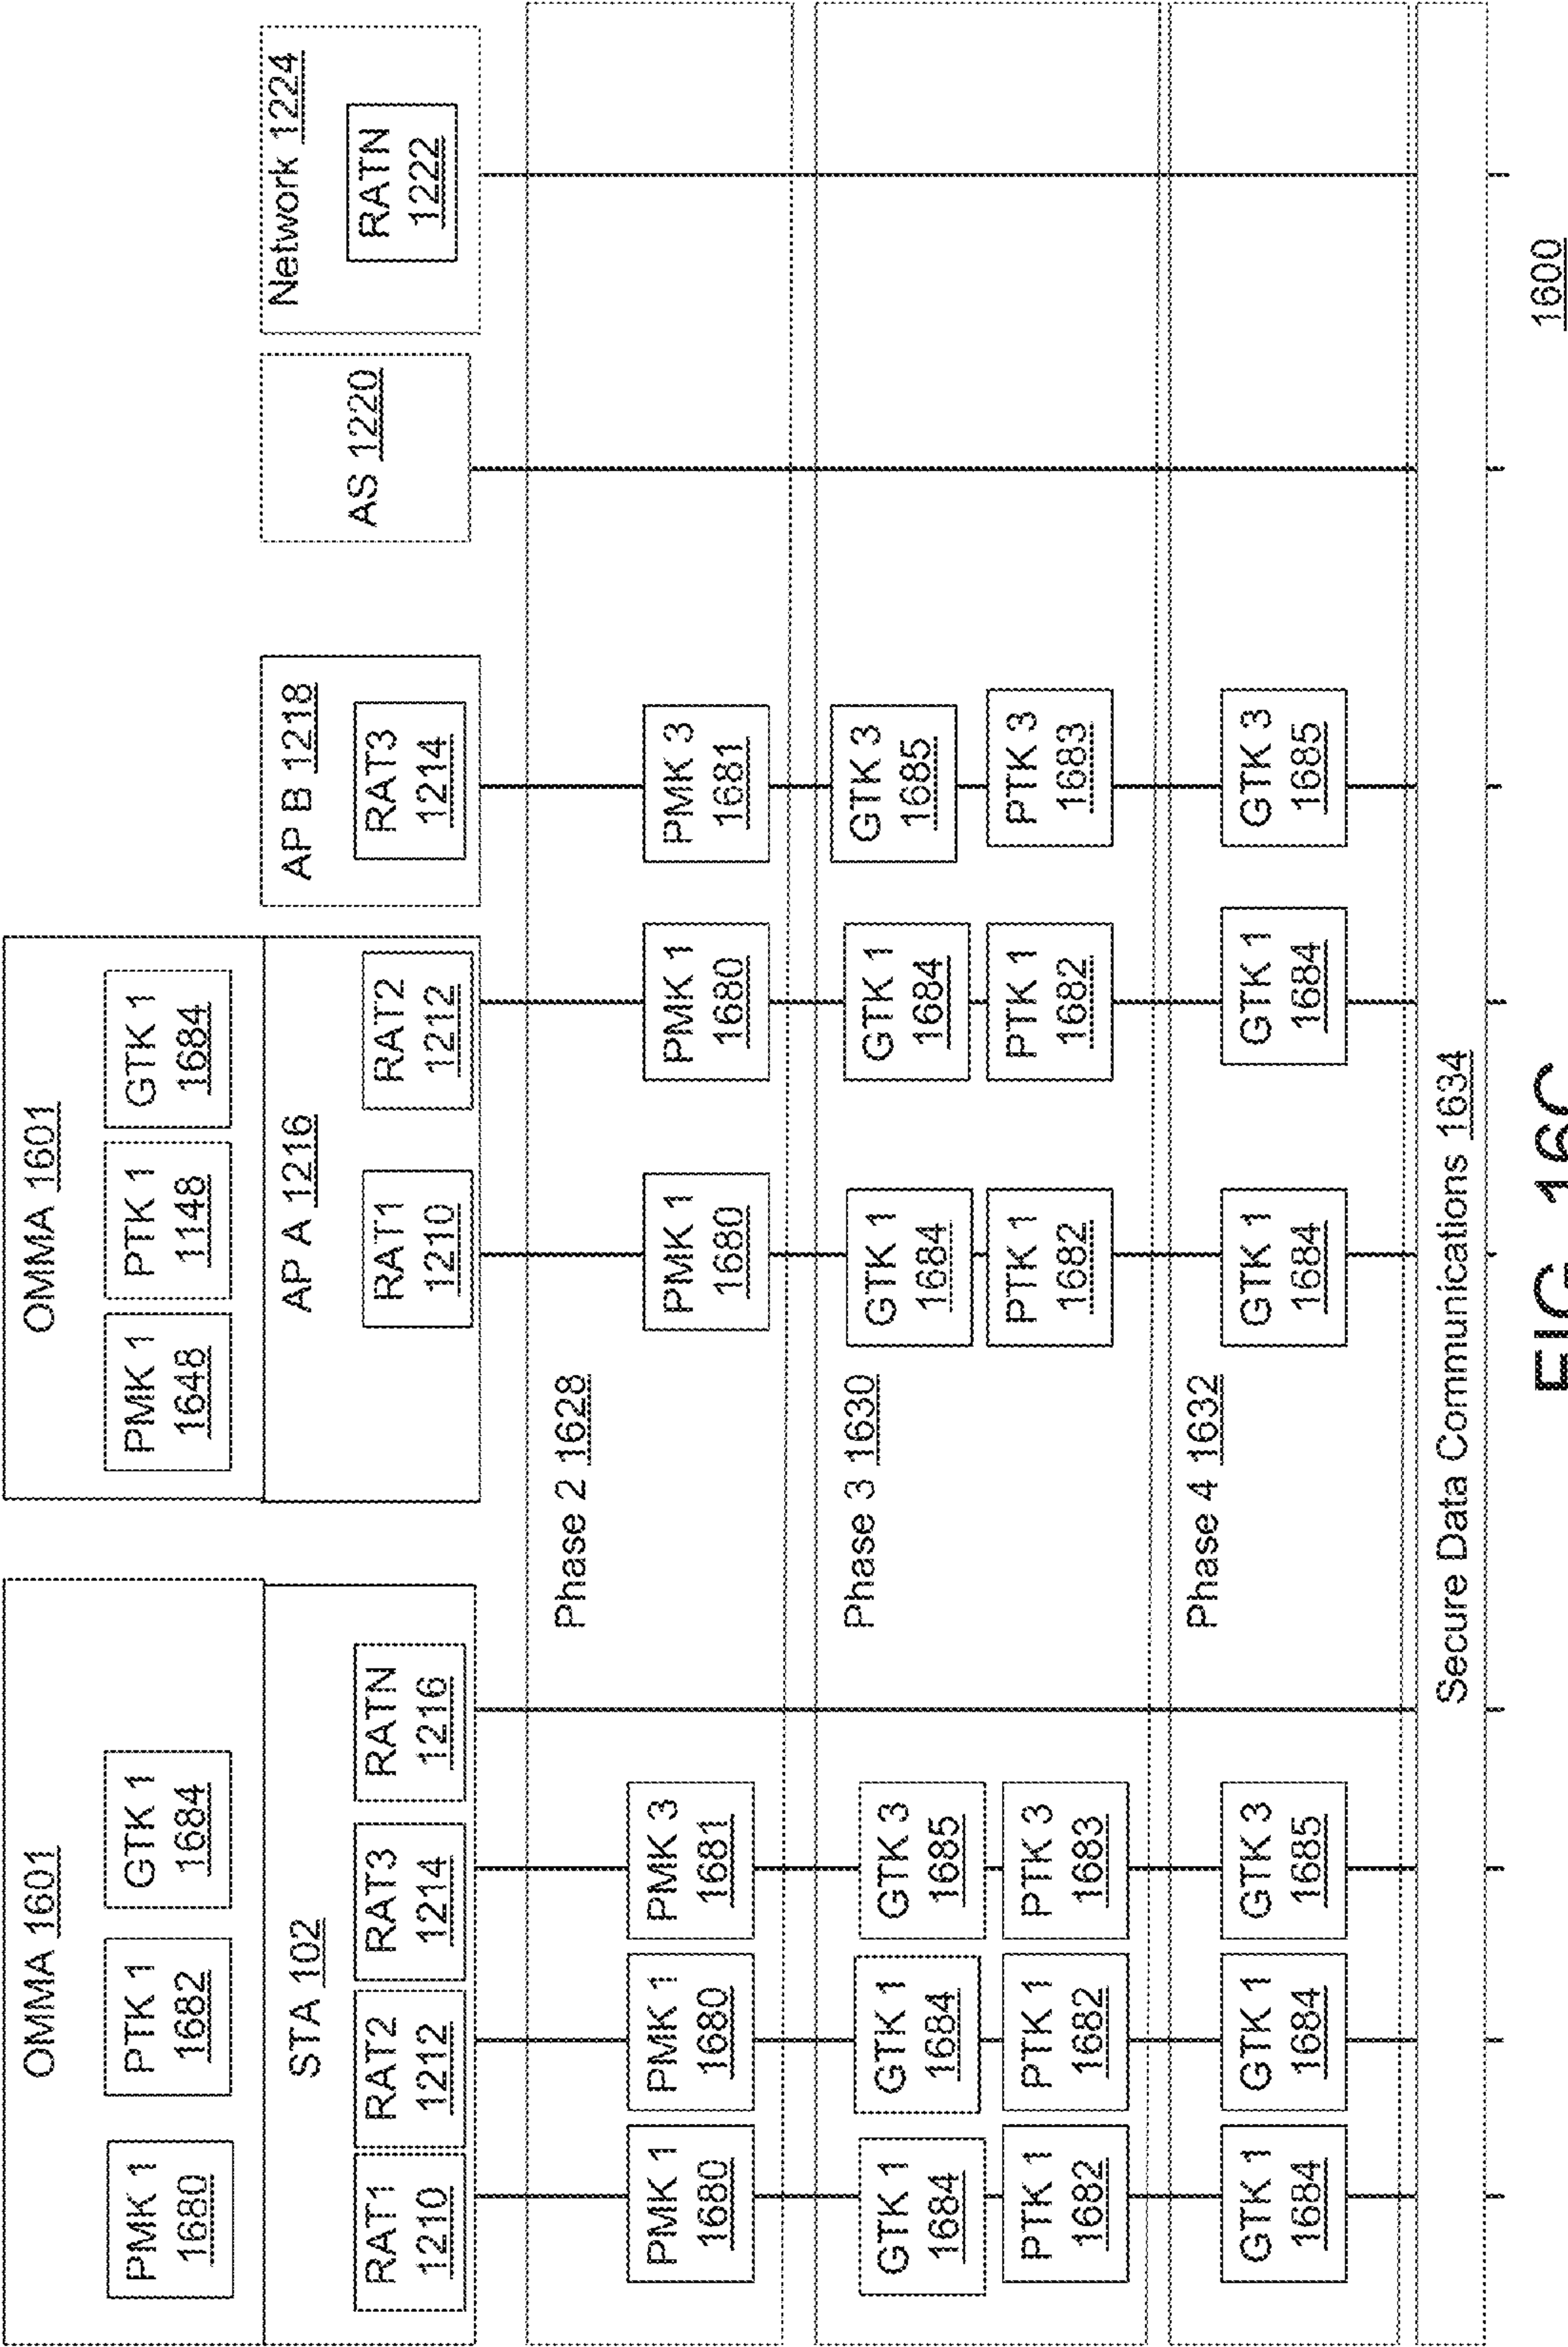 OMMA 1601
PMK 1
1680
PTK 1
1682
GTK 1
1684
STA 102
RAT1
1210
RAT2
1212
RAT3
1214
RATN
1216
OMMA 1601
PMK 1
1648
PTK 1
1148
GTK 1
1684
AP A 1216
RAT1
1210
RAT2
1212
AP B 1218
RAT3
1214
AS 1220
Network 1224
RATN
1222
Phase 2 1628
PMK 1
1680
PMK 1
1680
PMK 3
1681
PMK 1
1680
PMK 1
1680
PMK 3
1681
Phase 3 1630
GTK 1
1684
GTK 1
1684
GTK 3
1685
GTK 1
1684
GTK 1
1684
GTK 3
1685
PTK 1
1682
PTK 1
1682
PTK 3
1683
PTK 1
1682
PTK 1
1682
PTK 3
1683
Phase 4 1632
GTK 1
1684
GTK 1
1684
GTK 3
1685
GTK 1
1684
GTK 1
1684
GTK 3
1685
Secure Data Communications 1634
1600
FIG. 16C